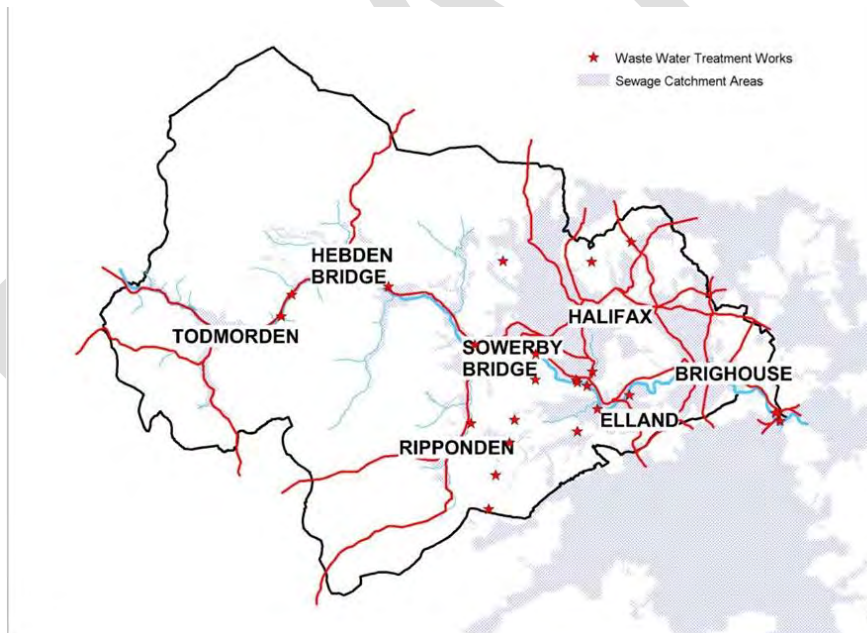 Waste Water Treatment Works
Sewage Catchment Areas
HEBDEN
BRIDGE
TODMORDEN
HALIFAX
SOWERBY
BRIDGE
BRIGHOUSE
ELLAND
RIPPONDEN